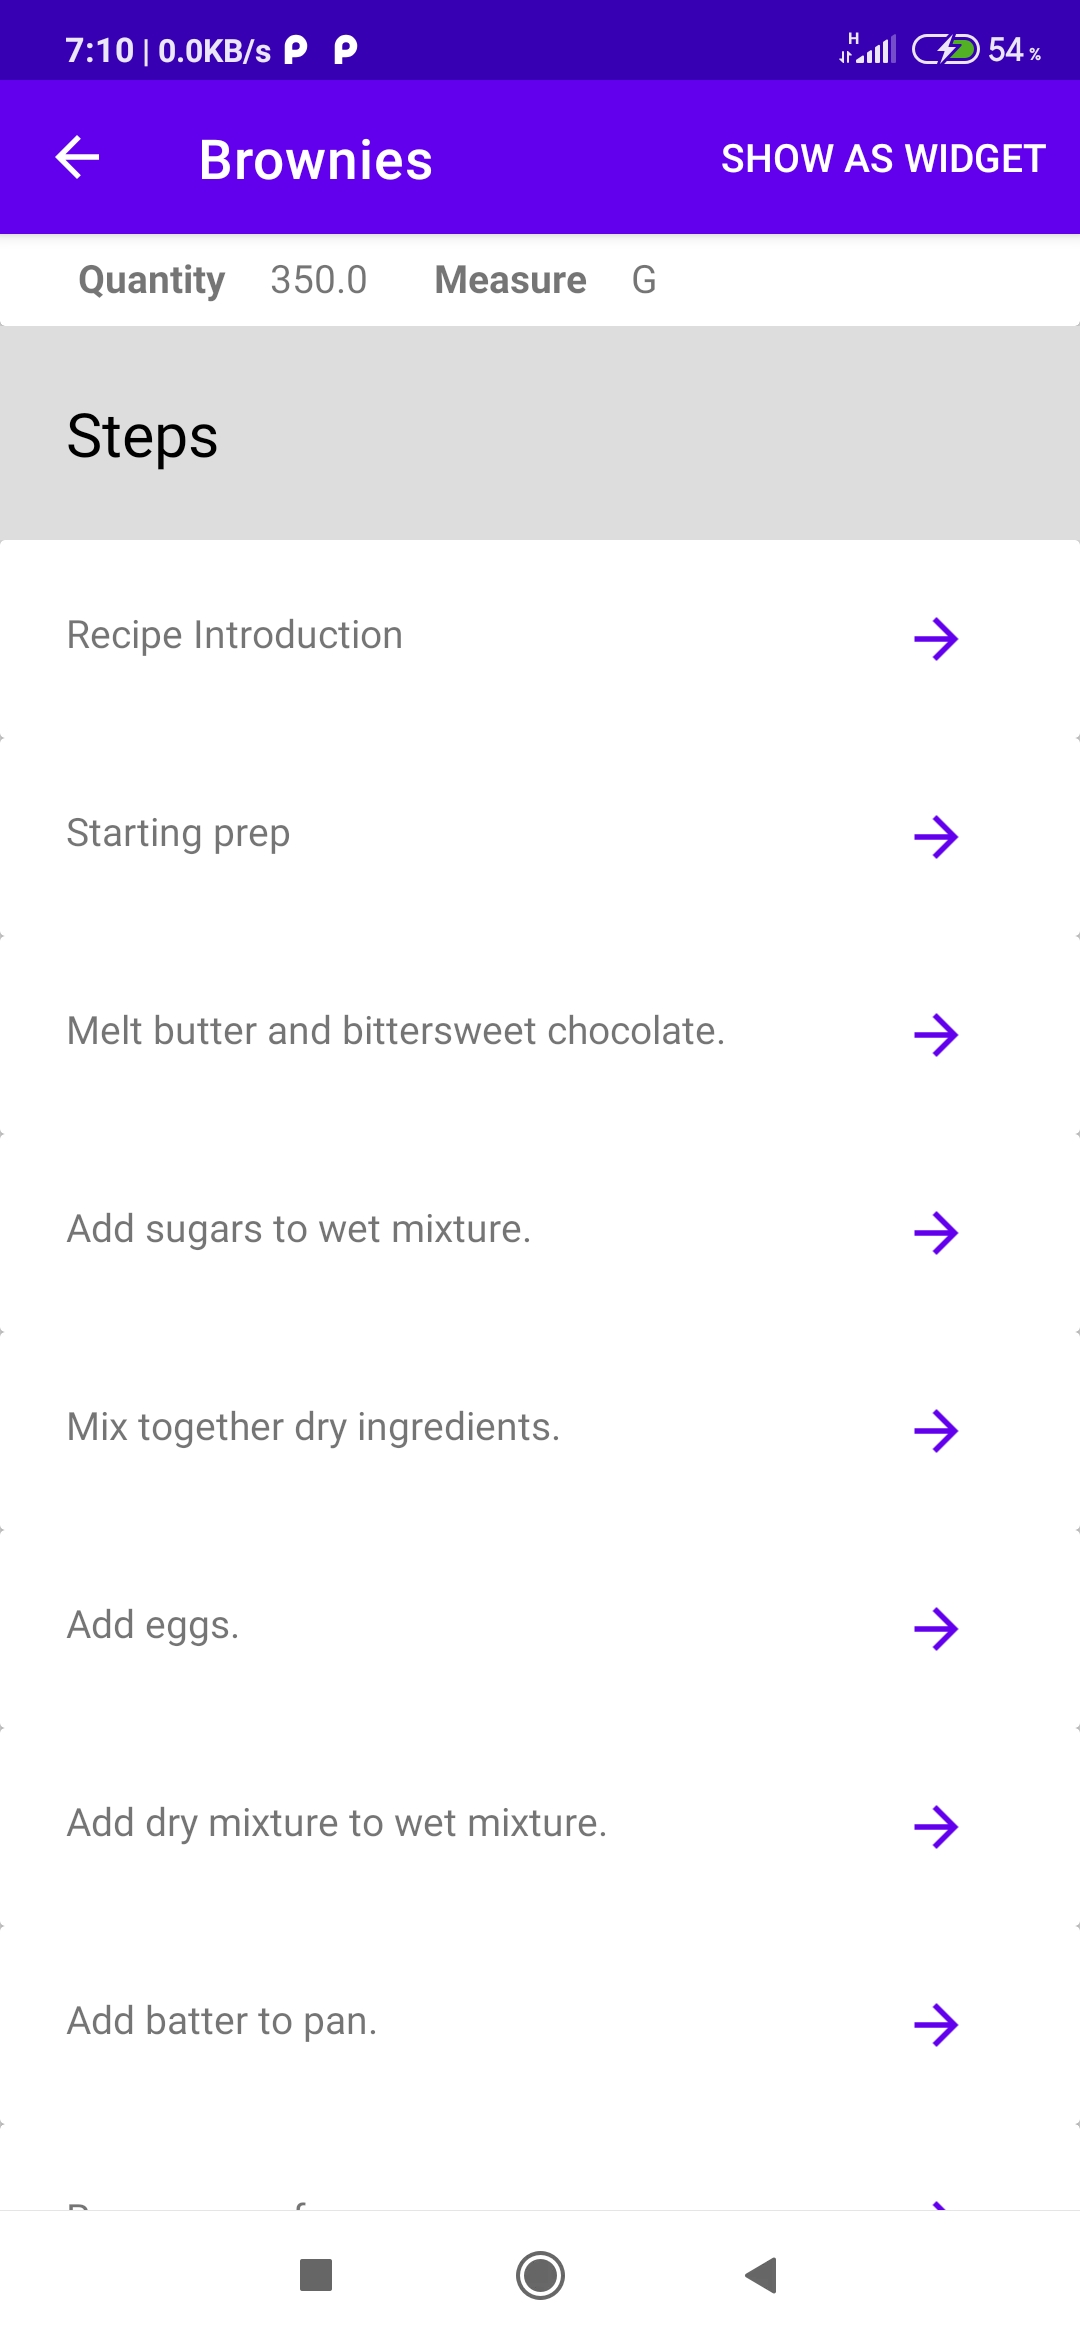 7:10 | 0.0KB/s H 54 %
Brownies SHOW AS WIDGET
Quantity 350.0 Measure G
Steps
Recipe Introduction
Starting prep
Melt butter and bittersweet chocolate.
Add sugars to wet mixture.
Mix together dry ingredients.
Add eggs.
Add dry mixture to wet mixture.
Add batter to pan.